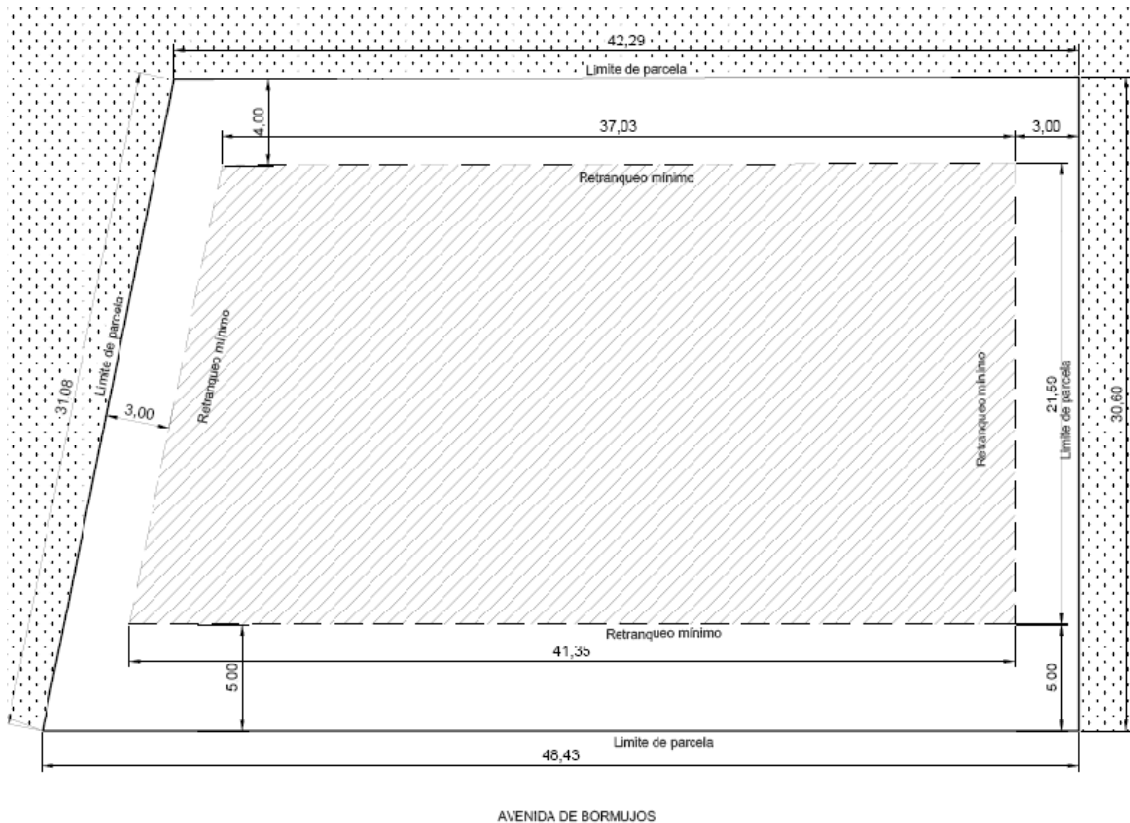 42,29
Limite de parcela
4,00
37,03
3,00
Retranqueo mínimo
Limite de parcela
31,08
3,00
Retranqueo mínimo
Retranqueo mínimo
21,59
Limite de parcela
30,60
Retranqueo mínimo
41,35
5,00
5,00
Limite de parcela
48,43
AVENIDA DE BORMUJOS